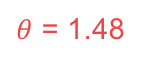 θ = 1.48